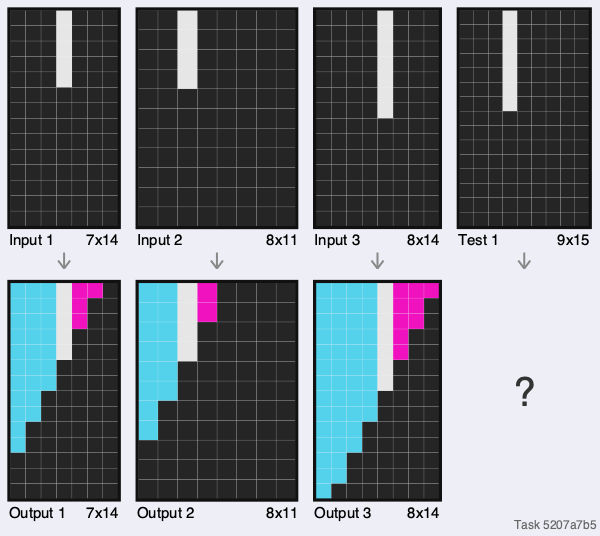 Input 1 7x14
Input 2 8x11
Input 3 8x14
Test 1 9x15
?
Output 1 7x14
Output 2 8x11
Output 3 8x14
Task 5207a7b5